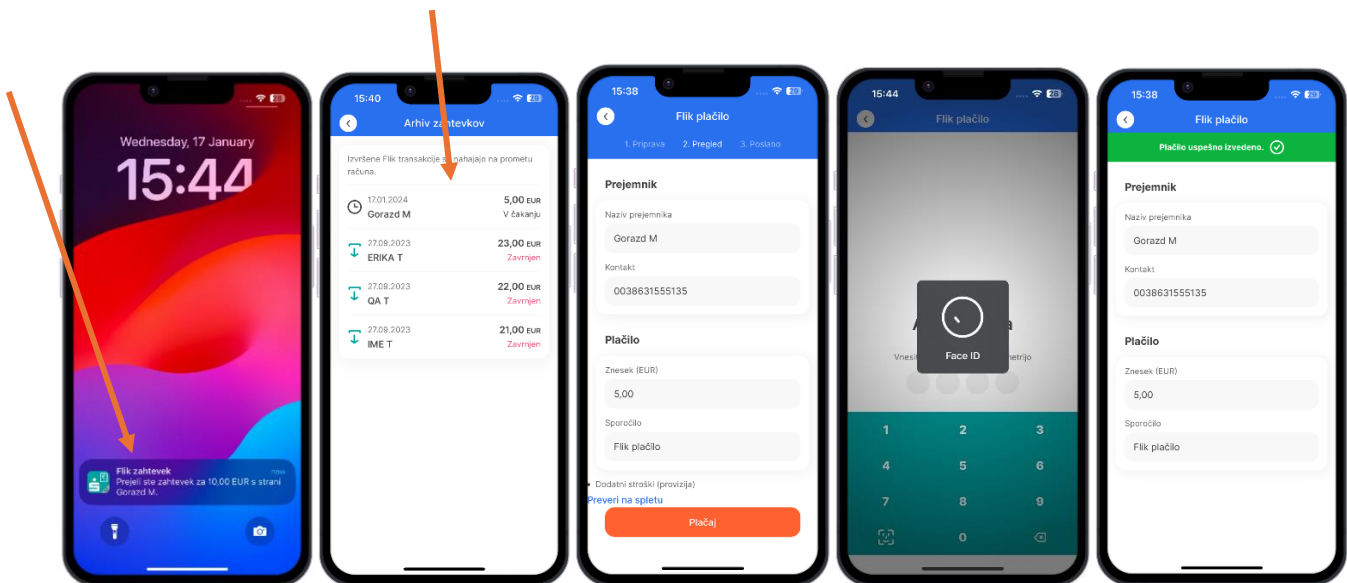 28
Wednesday, 17 January
15:44
Flik zahtevek
now
Prejeli ste zahtevek za 10,00 EUR s strani
Gorazd M.
15:40
28
Arhiv zahtevkov
Izvršene Flik transakcije se nahajajo na prometu
računa.
17.01.2024
5,00 EUR
Gorazd M
V čakanju
27.09.2023
23,00 EUR
ERIKA T
Zavrnjen
27.09.2023
22,00 EUR
QA T
Zavrnjen
27.09.2023
21,00 EUR
IME T
Zavrnjen
15:38
Flik plačilo
1. Priprava 2. Pregled 3. Poslano
Prejemnik
Naziv prejemnika
Gorazd M
Kontakt
0038631555135
Plačilo
Znesek (EUR)
5,00
Sporočilo
Flik plačilo
Dodatni stroški (provizija)
Preveri na spletu
Plačaj
15:44
28
Flik plačilo
Face ID
1 2 3
4 5 6
7 8 9
0
15:38
Flik plačilo
Plačilo uspešno izvedeno.
Prejemnik
Naziv prejemnika
Gorazd M
Kontakt
0038631555135
Plačilo
Znesek (EUR)
5,00
Sporočilo
Flik plačilo